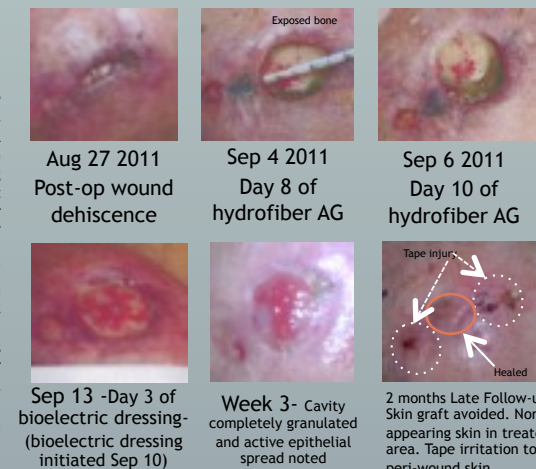 Exposed bone
Aug 27 2011
Post-op wound
dehiscence
Sep 4 2011
Day 8 of
hydrofiber AG
Sep 6 2011
Day 10 of
hydrofiber AG
Tape injury
Healed
Sep 13 -Day 3 of
bioelectric dressing-
(bioelectric dressing
initiated Sep 10)
Week 3- Cavity
completely granulated
and active epithelial
spread noted
2 months Late Follow-u
Skin graft avoided. Nor
appearing skin in treat
area. Tape irritation to
peri-wound skin